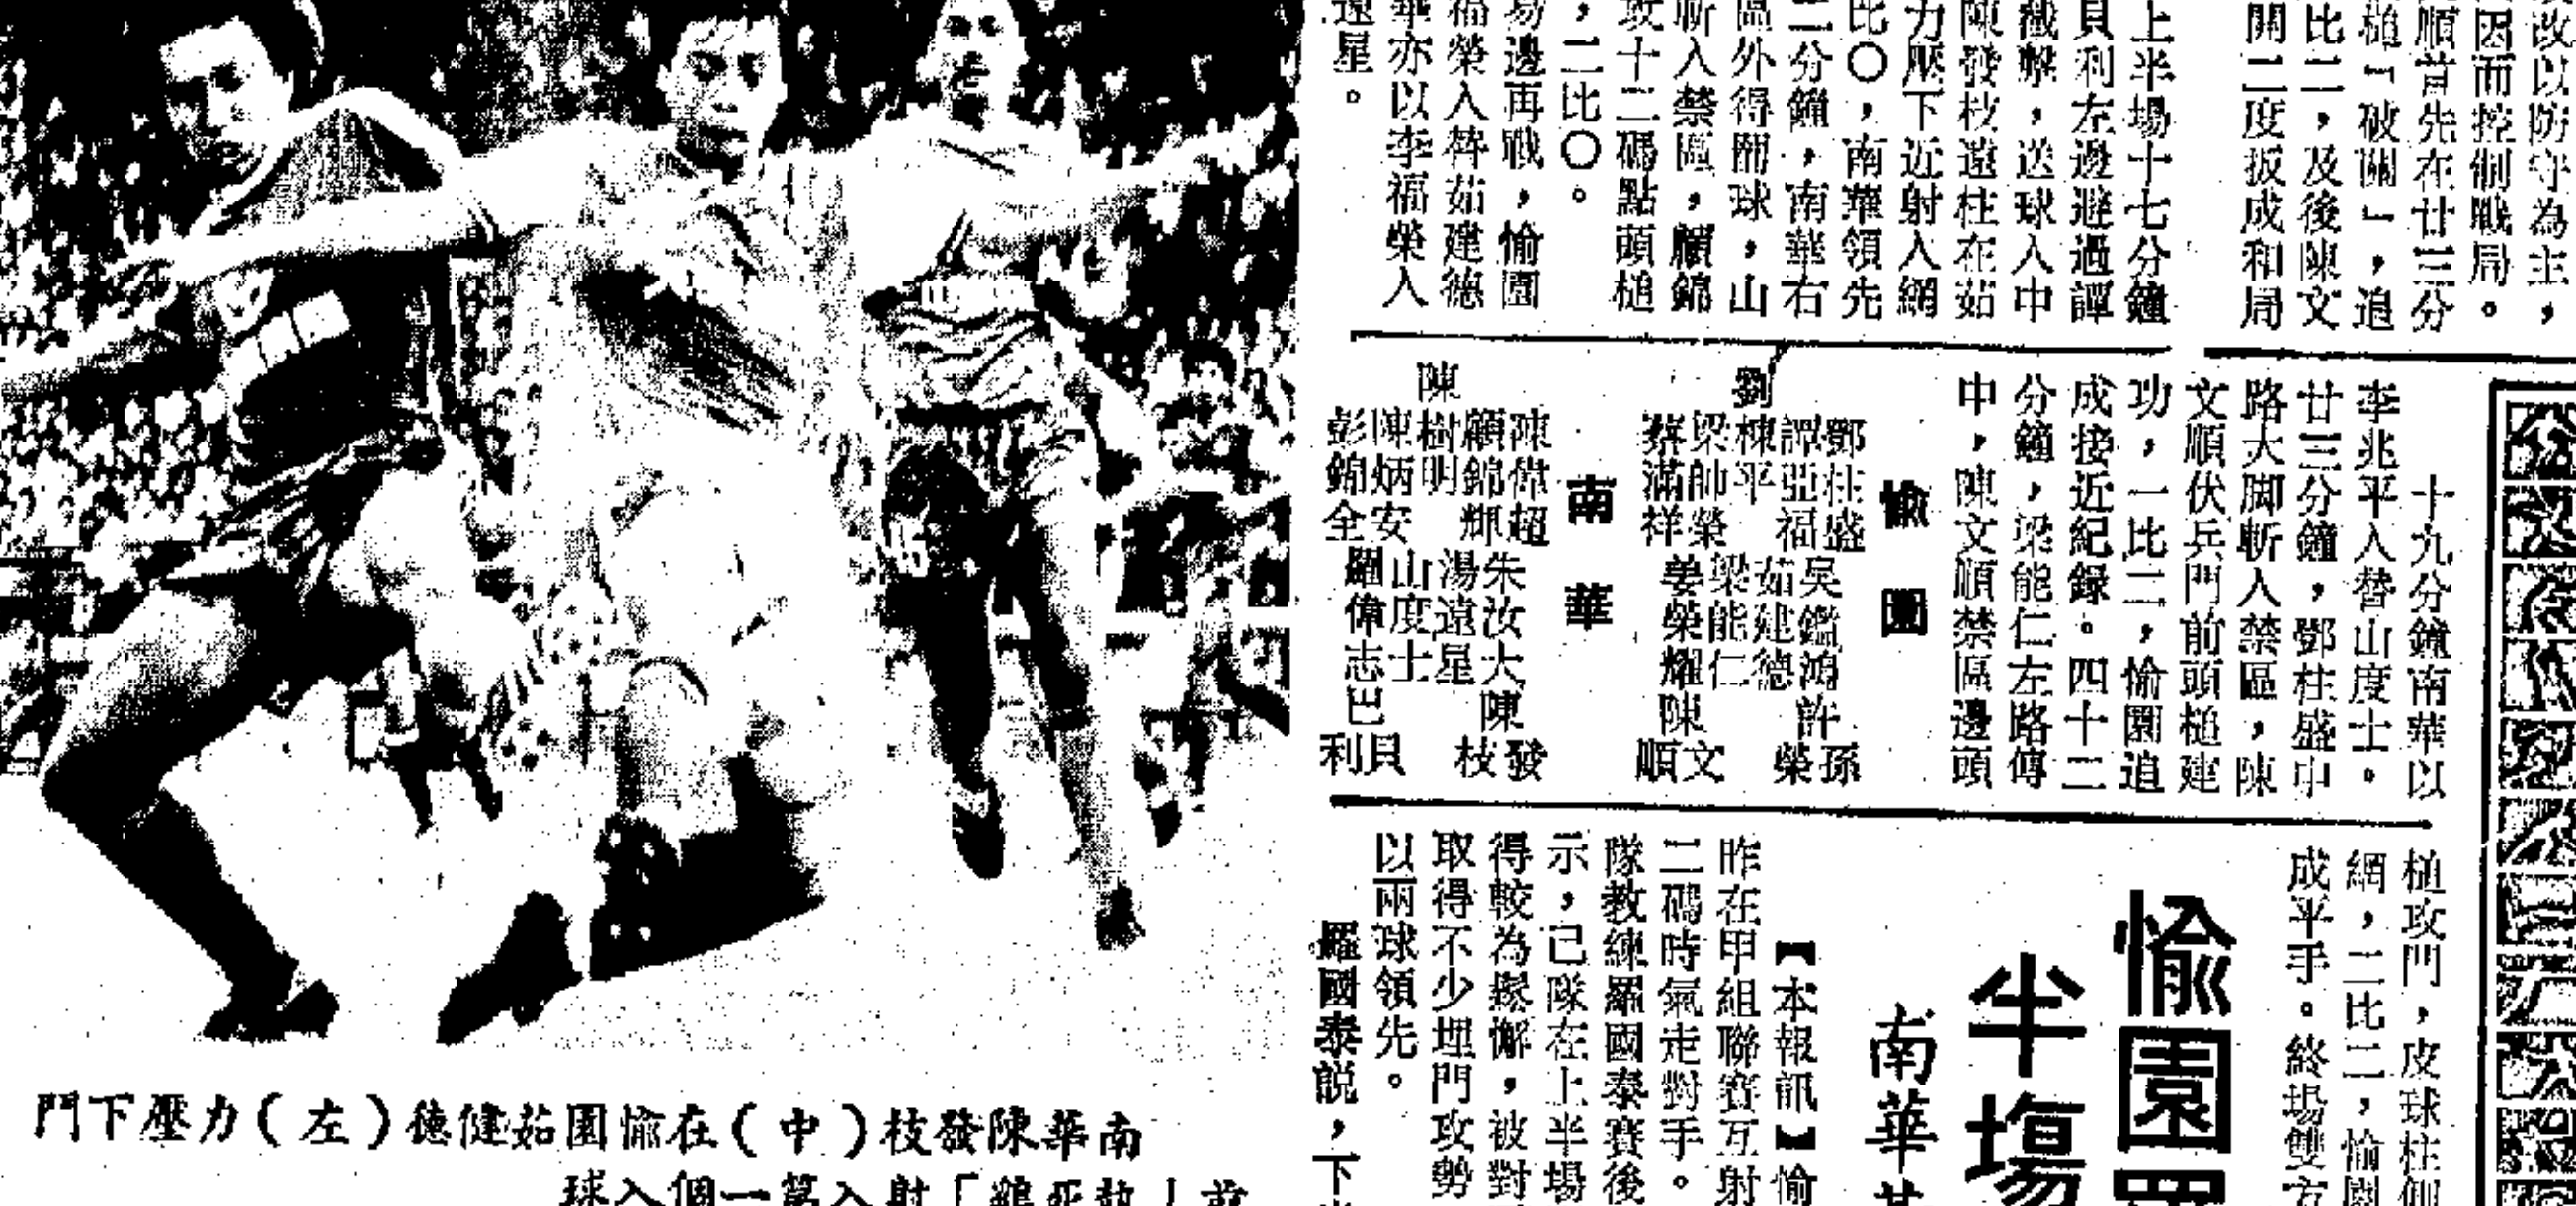 改以防守為主，
因而控制戰局。
順首先在廿三分
槌「破關」，追
比二，及後陳文
開二度扳成和局
上半場十七分鐘
貝利左邊避過譚
截擊，送球入中
陳發枝遠柱在茹
力壓下近射入網
比〇，南華領先
二分鐘，南華右
區外得開球，山
斬入禁區，顧錦
攻十二碼點頭槌
，二比〇。
易邊再戰，愉園
福榮入替茹建德
華亦以李福榮入
遠星。
十九分鐘南華以
李兆平入替山度士。
廿三分鐘，鄧柱盛中
路大脚斬入禁區，陳
文順伏兵門前頭槌建
功，一比二，愉園追
成接近紀錄。四十二
分鐘，梁能仁左路傳
中，陳文順禁區邊頭
槌攻門，皮球柱側
網，二比二，愉園
成平手。終場雙方
愉園
鄧柱盛 吳鑑鴻 許孫榮
譚亞福 茹建德
劉棟平
梁帥榮 梁能仁 陳文順
蔡滿祥 姜榮耀
南華
陳偉超 朱汝大 陳發枝
顧錦輝 湯遠星
陳樹明
陳炳安 山度士 巴貝利
彭錦全 羅偉志
愉園
半場
南華
【本報訊】愉
昨在甲組聯賽互射
二碼時氣走對手。
隊教練羅國泰賽後
示，己隊在上半場
得較為鬆懈，被對
取得不少埋門攻勢
以兩球領先。
羅國泰説，下
南華陳發枝（中）在愉園茹健德（左）力壓下門
前」執死鷄「射入第一個入球